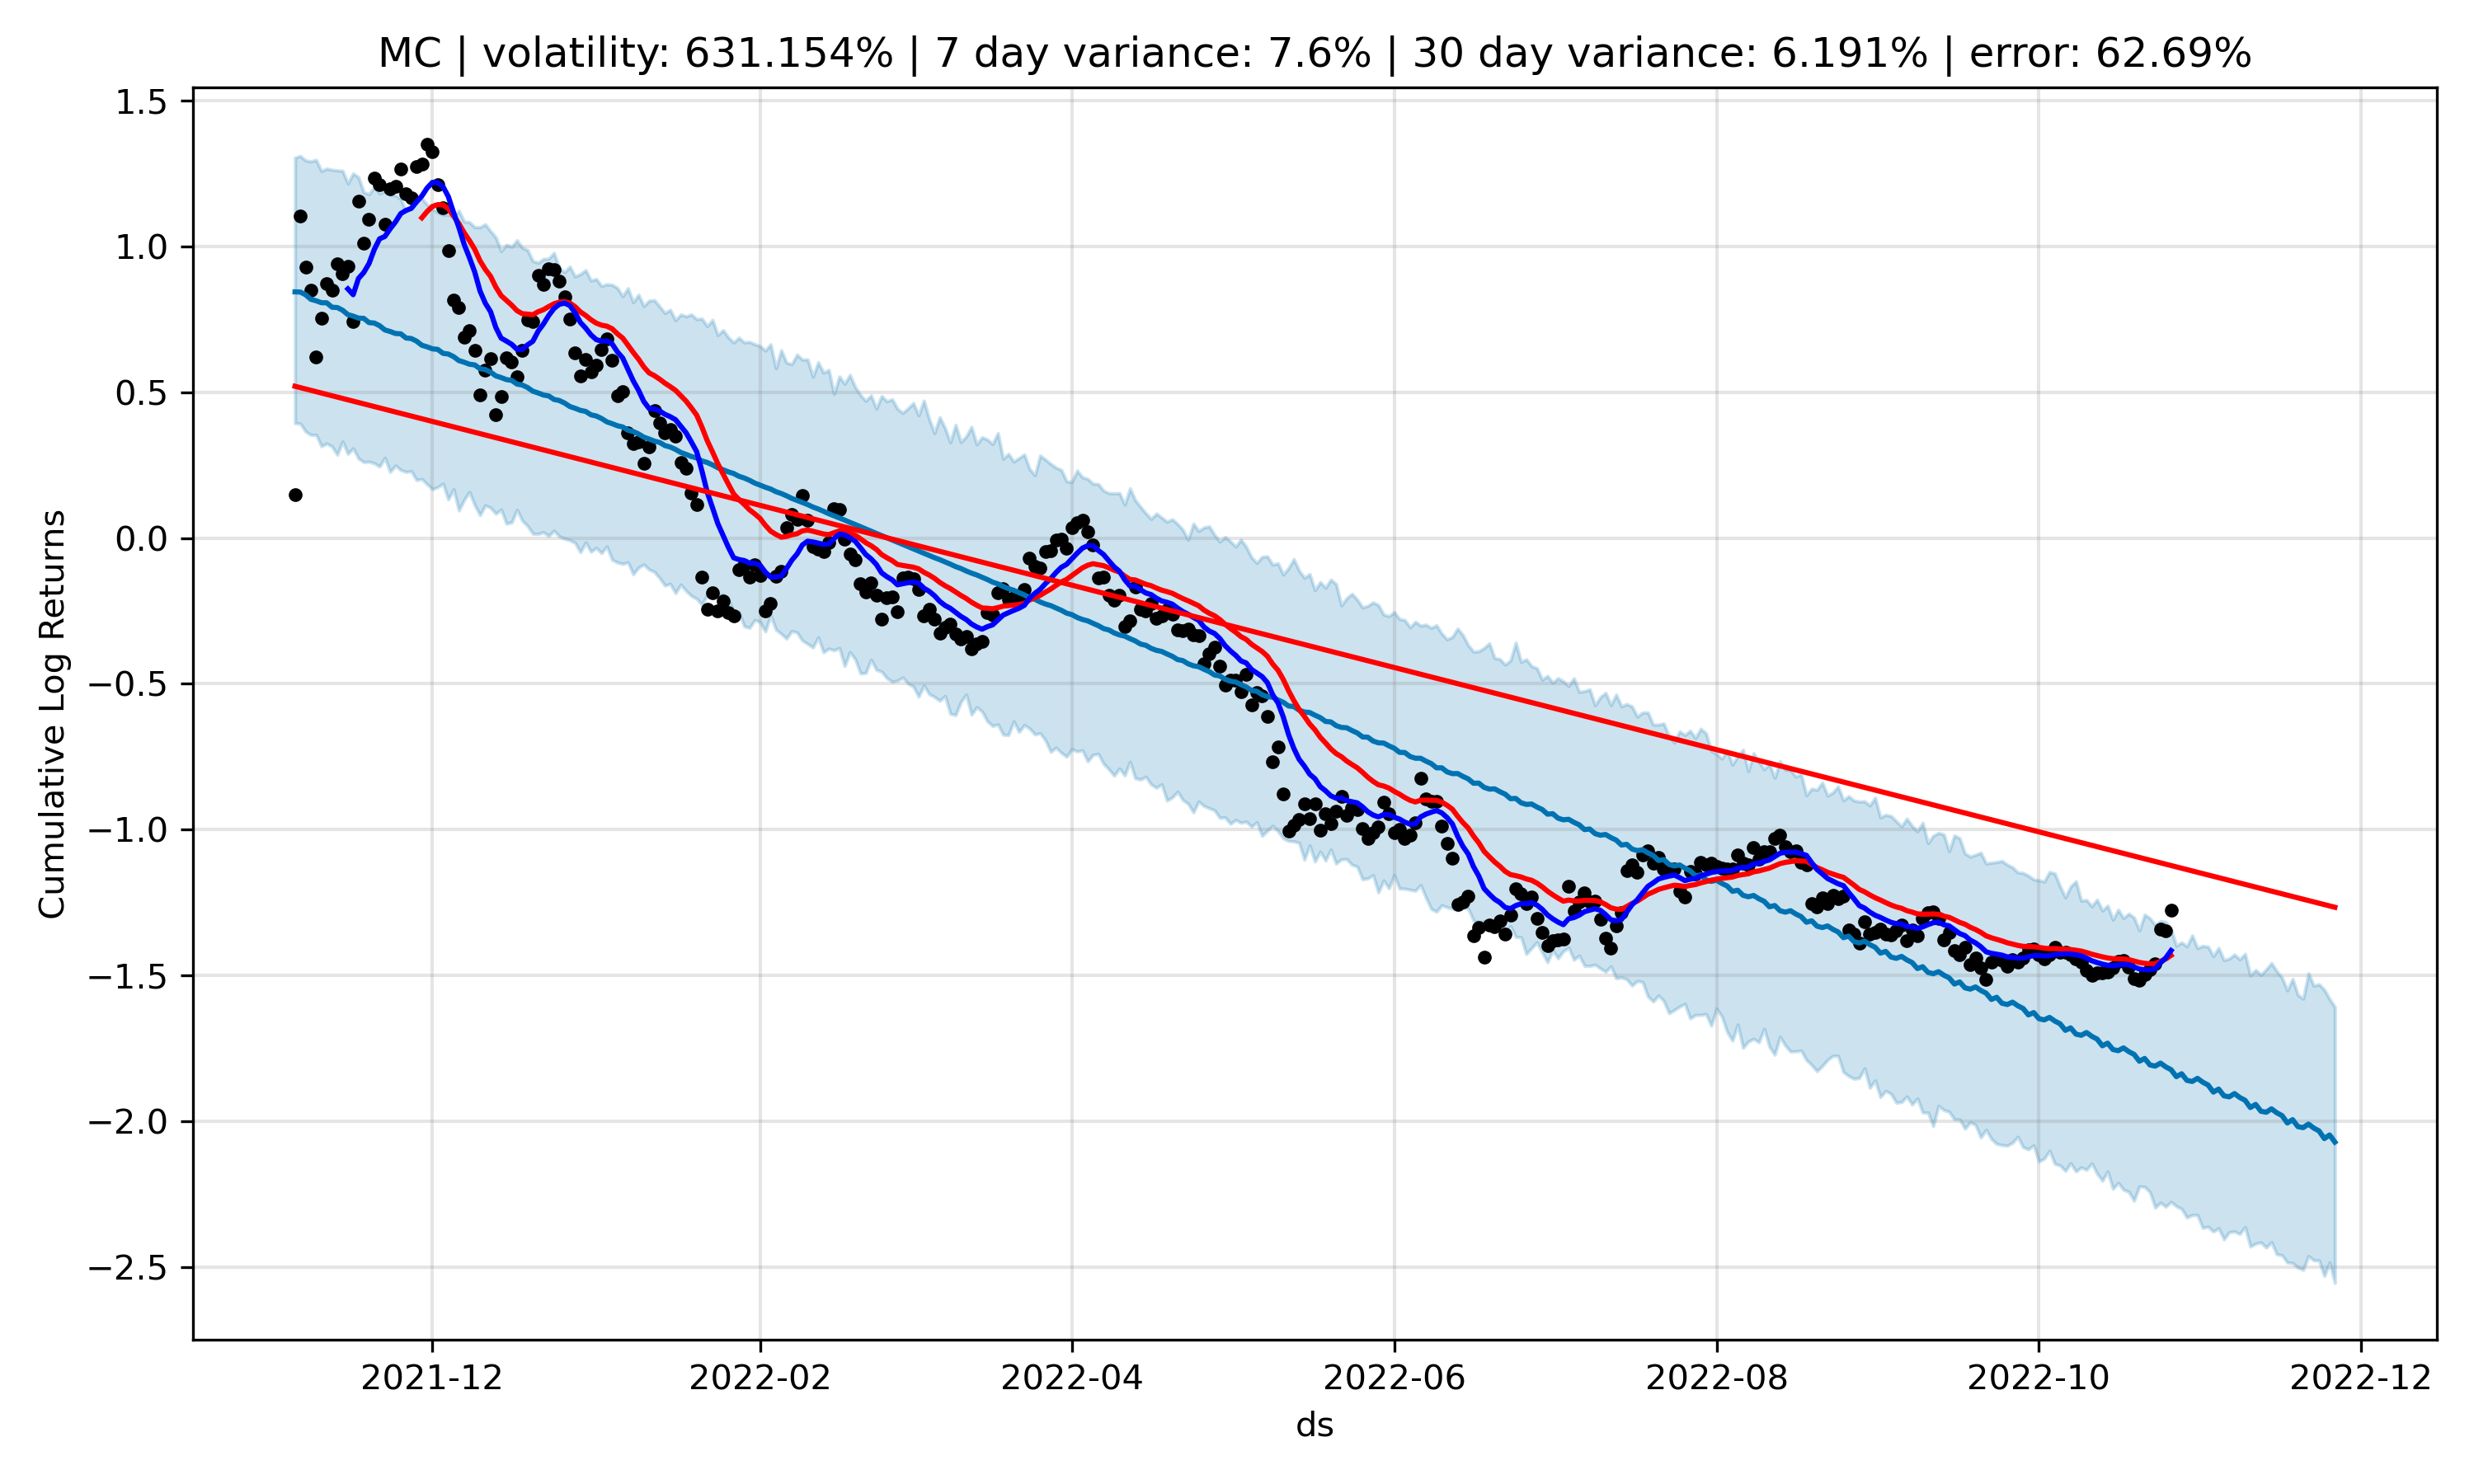 MC | volatility: 631.154% | 7 day variance: 7.6% | 30 day variance: 6.191% | error: 62.69%
1.5
1.0
0.5
0.0
−0.5
−1.0
−1.5
−2.0
−2.5
Cumulative Log Returns
2021-12 2022-02 2022-04 2022-06 2022-08 2022-10 2022-12
ds